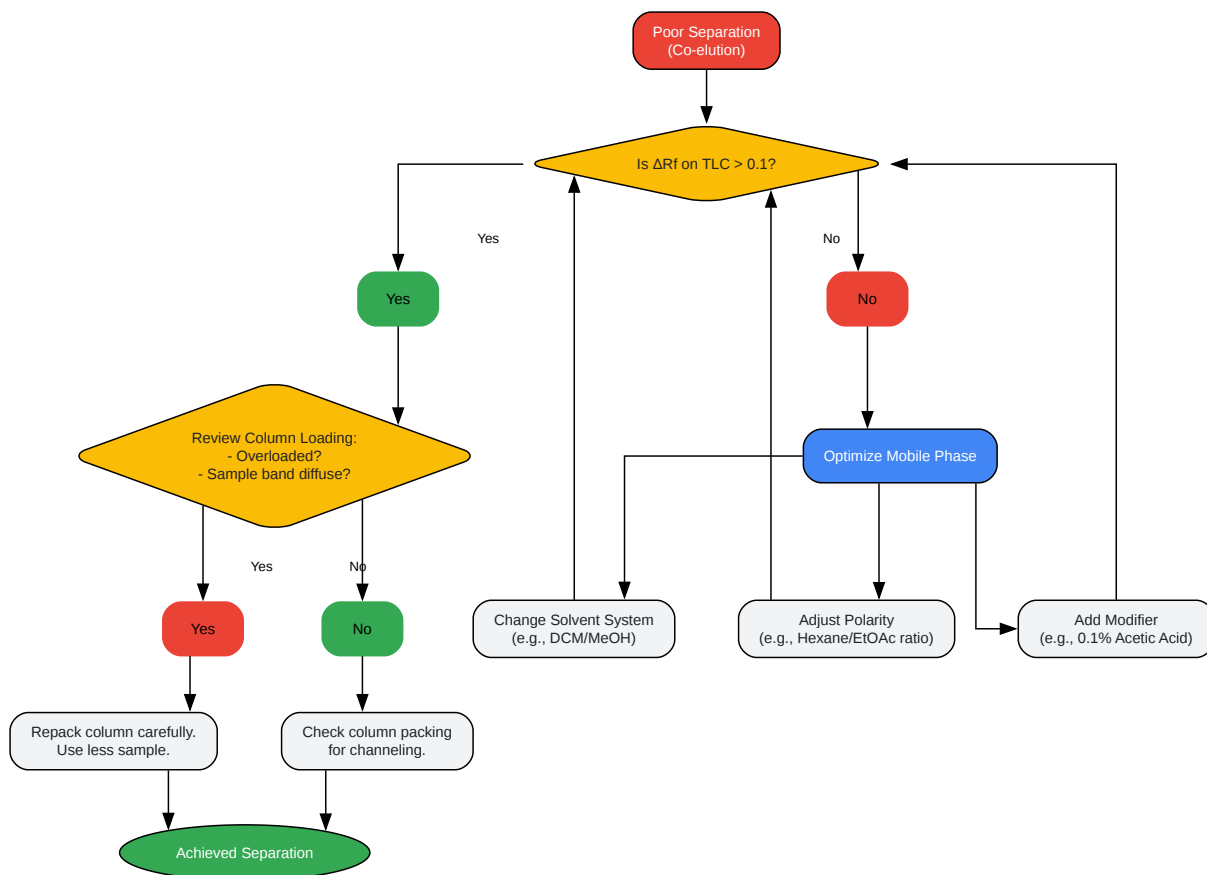 Poor Separation
(Co-elution)
Is ΔRf on TLC > 0.1?
Yes
No
Yes
No
Review Column Loading:
- Overloaded?
- Sample band diffuse?
Optimize Mobile Phase
Yes
No
Yes
No
Change Solvent System
(e.g., DCM/MeOH)
Adjust Polarity
(e.g., Hexane/EtOAc ratio)
Add Modifier
(e.g., 0.1% Acetic Acid)
Repack column carefully.
Use less sample.
Check column packing
for channeling.
Achieved Separation